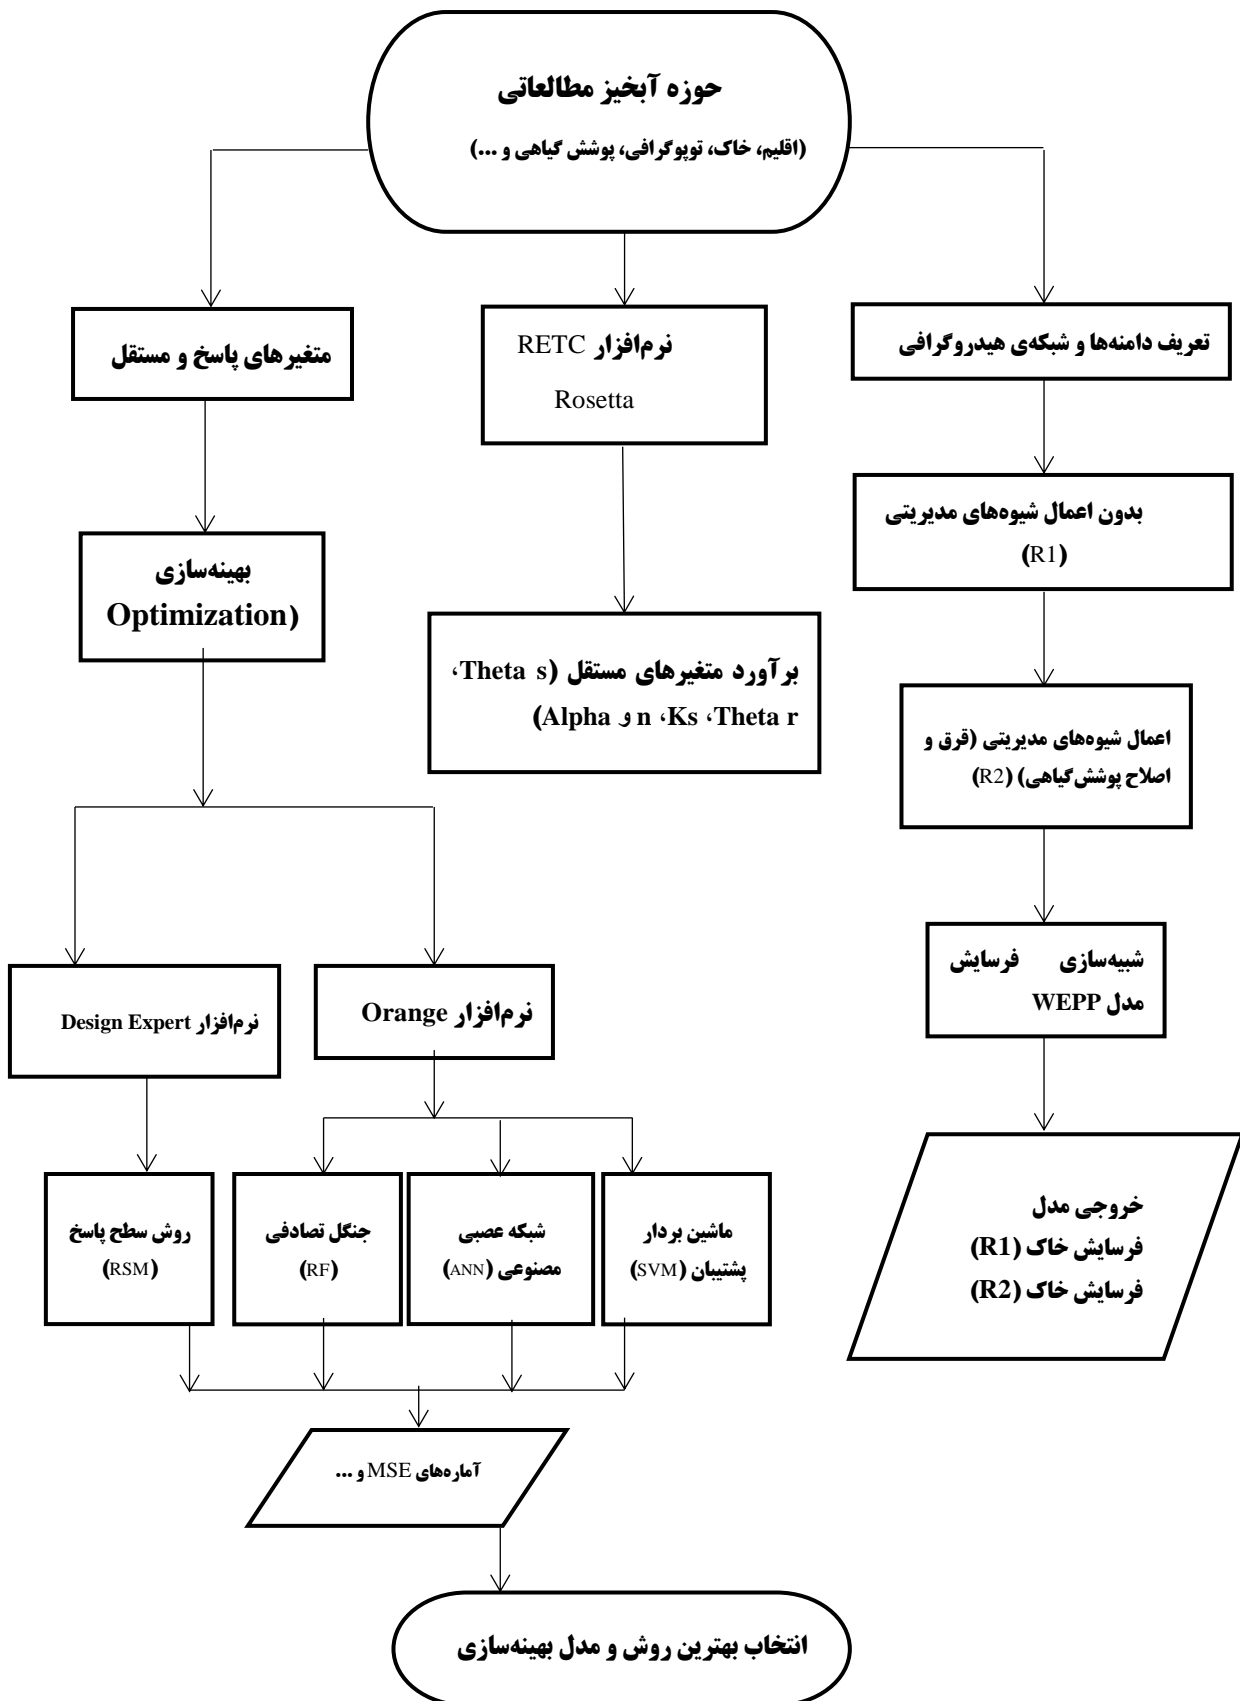 حوزه آبخیز مطالعاتی
(اقلیم، خاک، توپوگرافی، پوشش گیاهی و ...)
متغیرهای پاسخ و مستقل
نرم‌افزار RETC
Rosetta
تعریف دامنه‌ها و شبکه‌ی هیدروگرافی
بدون اعمال شیوه‌های مدیریتی
(R1)
بهینه‌سازی
Optimization)
برآورد متغیرهای مستقل (Theta s،
Theta r، Ks، n و Alpha)
اعمال شیوه‌های مدیریتی (قرق و
اصلاح پوشش‌گیاهی) (R2)
شبیه‌سازی فرسایش
مدل WEPP
نرم‌افزار Design Expert
نرم‌افزار Orange
روش سطح پاسخ
(RSM)
جنگل تصادفی
(RF)
شبکه عصبی
مصنوعی (ANN)
ماشین بردار
پشتیبان (SVM)
خروجی مدل
فرسایش خاک (R1)
فرسایش خاک (R2)
آماره‌های MSE و ...
انتخاب بهترین روش و مدل بهینه‌سازی